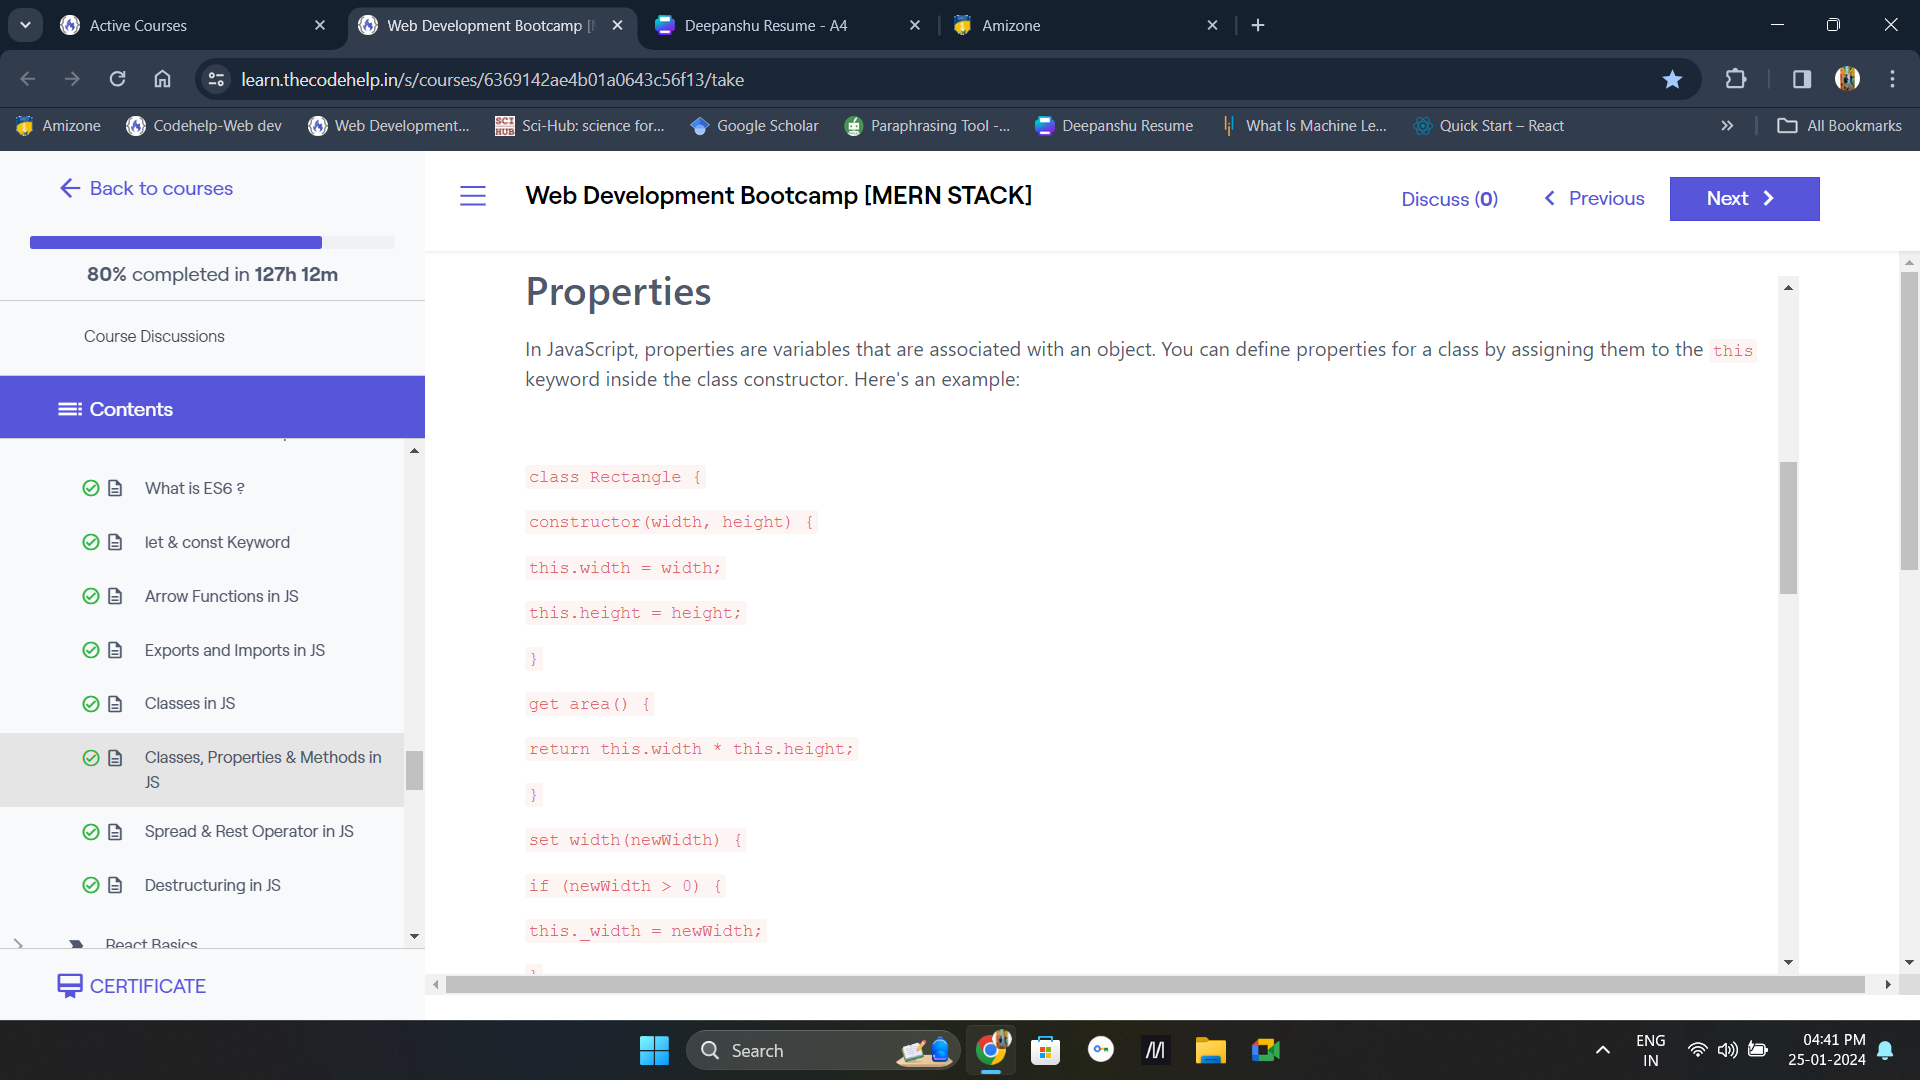 Active Courses
Web Development Bootcamp [
Deepanshu Resume - A4
Amizone
learn.thecodehelp.in/s/courses/6369142ae4b01a0643c56f13/take
Amizone
Codehelp-Web dev
Web Development...
SCI HUB
Sci-Hub: science for...
Google Scholar
Paraphrasing Tool -...
Deepanshu Resume
What Is Machine Le...
Quick Start – React
All Bookmarks
Back to courses
80% completed in 127h 12m
Course Discussions
Contents
What is ES6 ?
let & const Keyword
Arrow Functions in JS
Exports and Imports in JS
Classes in JS
Classes, Properties & Methods in
JS
Spread & Rest Operator in JS
Destructuring in JS
React Basics
CERTIFICATE
Web Development Bootcamp [MERN STACK]
Discuss (0)
Previous
Next
Properties
In JavaScript, properties are variables that are associated with an object. You can define properties for a class by assigning them to the this
keyword inside the class constructor. Here's an example:
class Rectangle {
constructor(width, height) {
this.width = width;
this.height = height;
}
get area() {
return this.width * this.height;
}
set width(newWidth) {
if (newWidth > 0) {
this._width = newWidth;
}
Search
ENG
IN
04:41 PM
25-01-2024